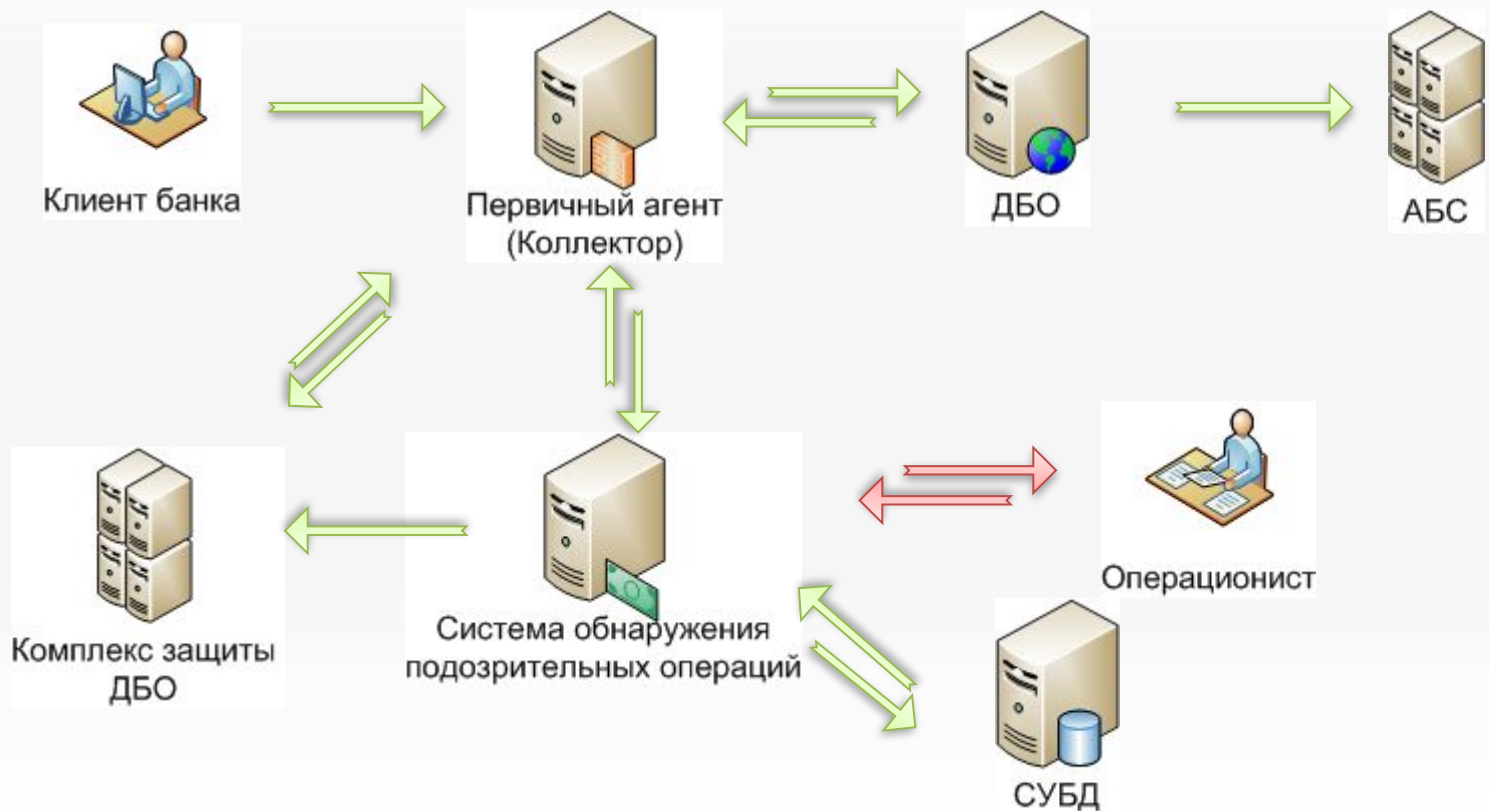 Клиент банка
Первичный агент
(Коллектор)
ДБО
АБС
Комплекс защиты
ДБО
Система обнаружения
подозрительных операций
Операционист
СУБД